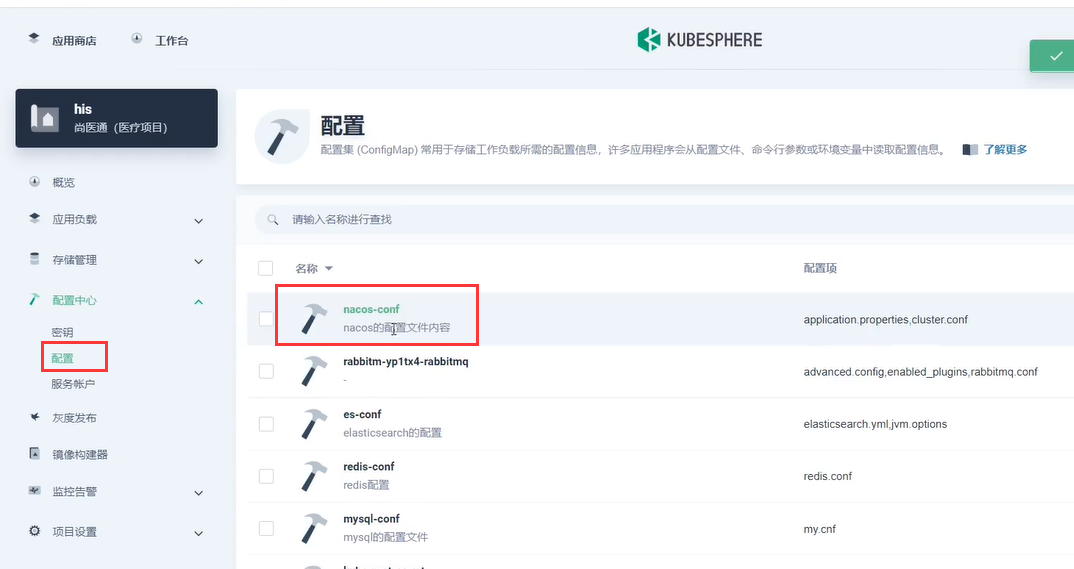 应用商店
工作台
KUBESPHERE
his
尚医通（医疗项目）
概览
应用负载
存储管理
配置中心
密钥
配置
服务帐户
灰度发布
镜像构建器
监控告警
项目设置
配置
配置集 (ConfigMap) 常用于存储工作负载所需的配置信息，许多应用程序会从配置文件、命令行参数或环境变量中读取配置信息。
了解更多
请输入名称进行查找
名称
配置项
nacos-conf
nacos的配置文件内容
application.properties,cluster.conf
rabbitm-yp1tx4-rabbitmq
-
advanced.config,enabled_plugins,rabbitmq.conf
es-conf
elasticsearch的配置
elasticsearch.yml,jvm.options
redis-conf
redis配置
redis.conf
mysql-conf
mysql的配置文件
my.cnf